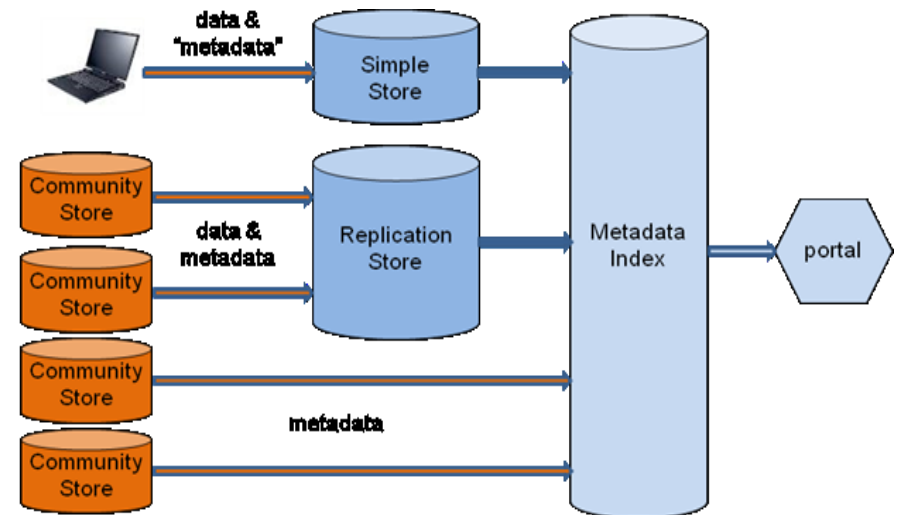 data &
“metadata”
Simple
Store
Community
Store
data &
metadata
Replication
Store
Metadata
Index
portal
Community
Store
Community
Store
metadata
Community
Store